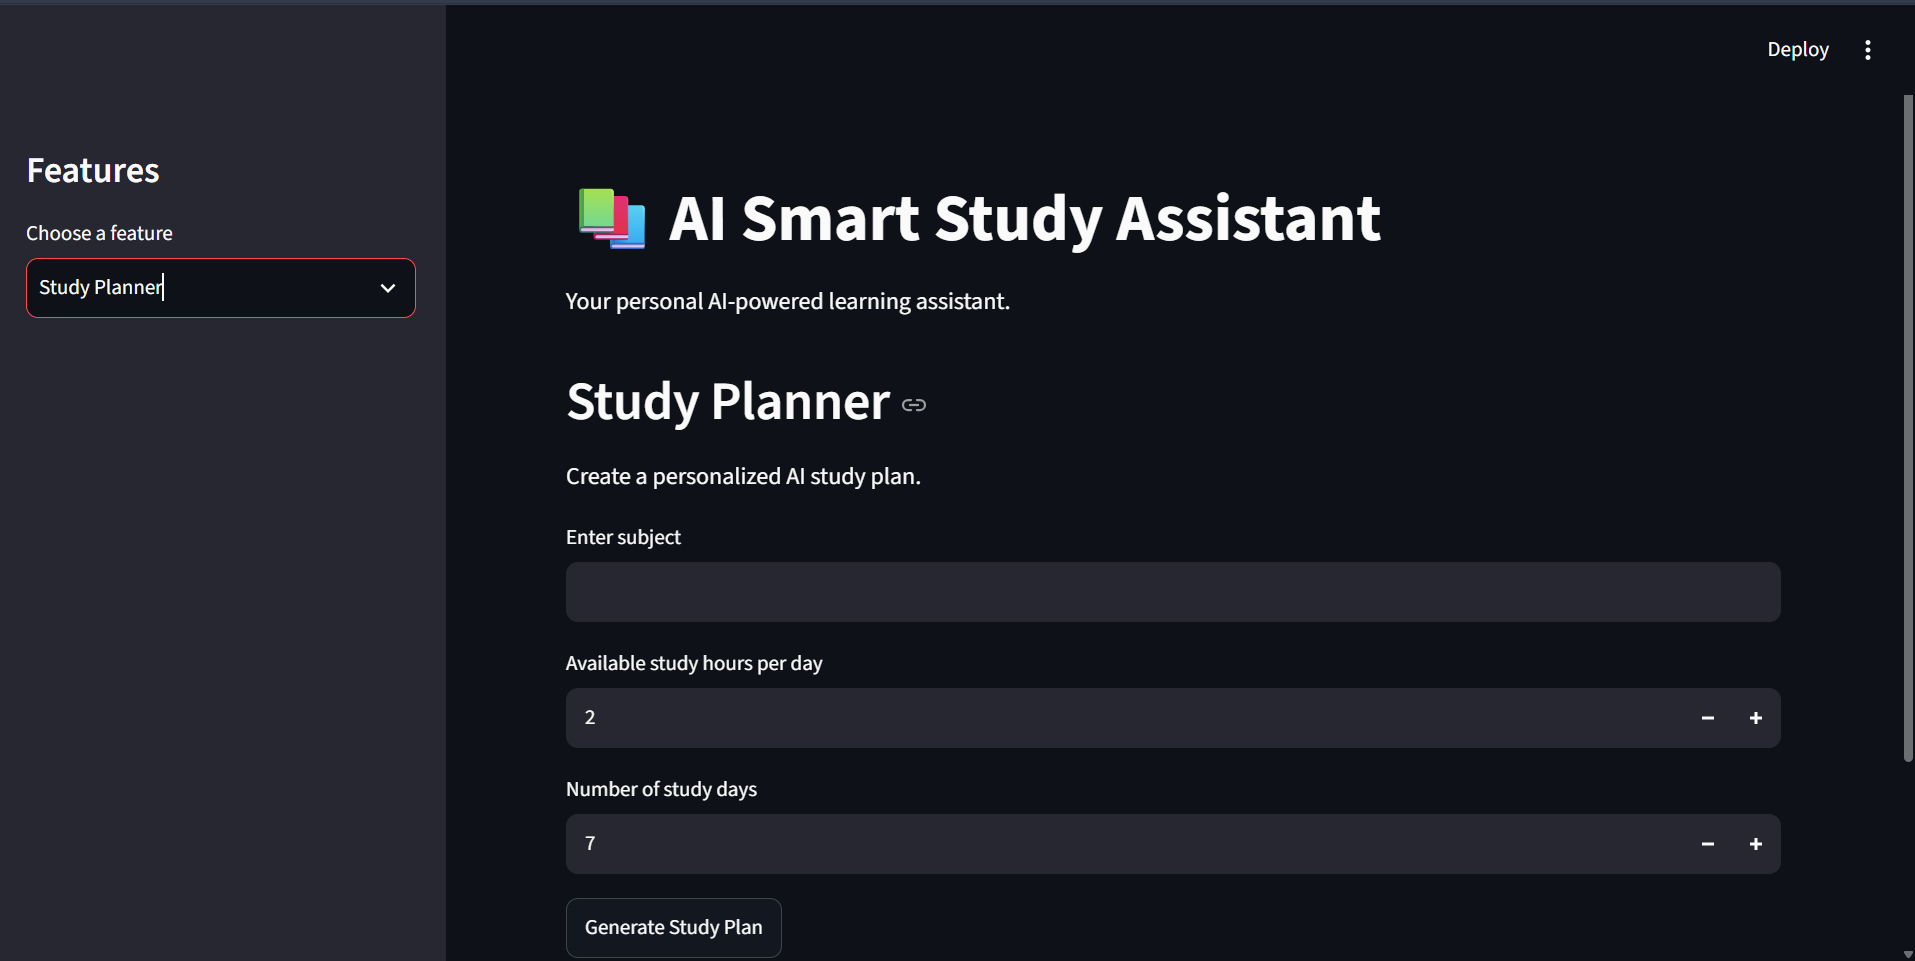 Deploy
Features
Choose a feature
Study Planner
AI Smart Study Assistant
Your personal AI-powered learning assistant.
Study Planner
Create a personalized AI study plan.
Enter subject
Available study hours per day
2
Number of study days
7
Generate Study Plan